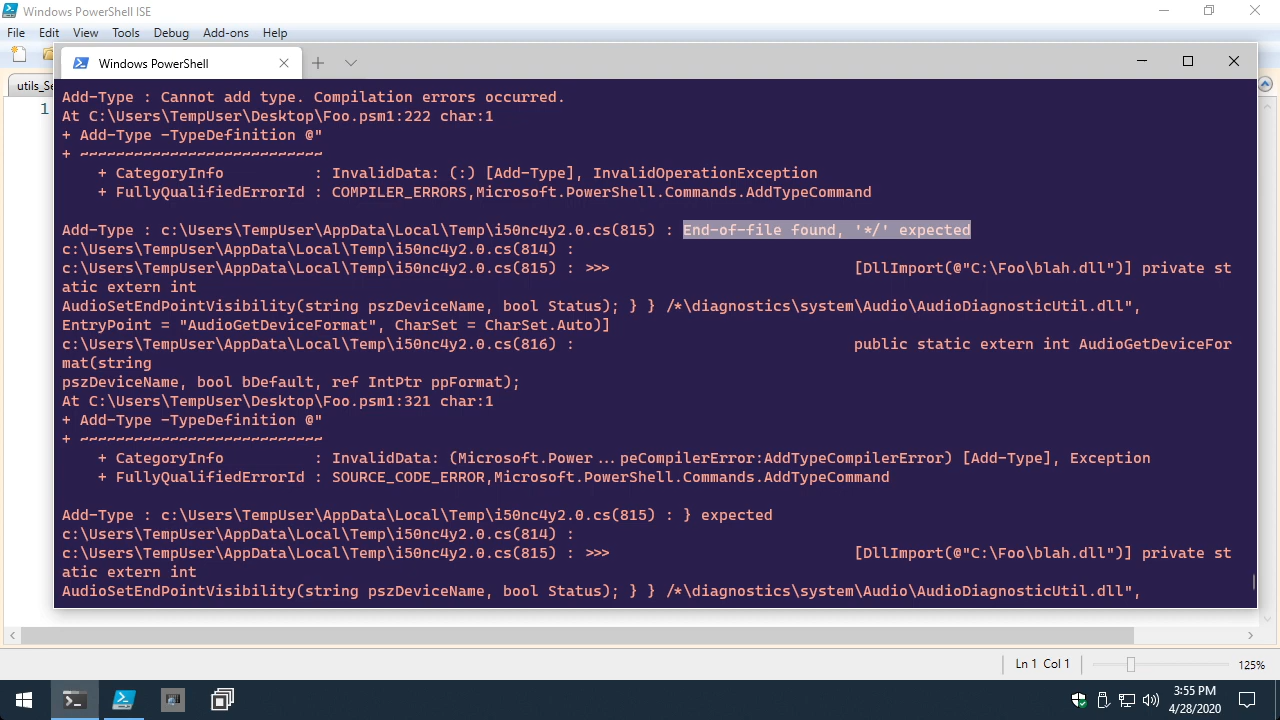 Windows PowerShell ISE
File Edit View Tools Debug Add-ons Help
Windows PowerShell
utils_Se
1
Add-Type : Cannot add type. Compilation errors occurred.
At C:\Users\TempUser\Desktop\Foo.psm1:222 char:1
+ Add-Type -TypeDefinition @"
+ ~~~~~~~~~~~~~~~~~~~~~~~~~~~
+ CategoryInfo : InvalidData: (:) [Add-Type], InvalidOperationException
+ FullyQualifiedErrorId : COMPILER_ERRORS,Microsoft.PowerShell.Commands.AddTypeCommand
Add-Type : c:\Users\TempUser\AppData\Local\Temp\i50nc4y2.0.cs(815) : End-of-file found, '*/' expected
c:\Users\TempUser\AppData\Local\Temp\i50nc4y2.0.cs(814) :
c:\Users\TempUser\AppData\Local\Temp\i50nc4y2.0.cs(815) : >>> [DllImport(@"C:\Foo\blah.dll")] private st
atic extern int
AudioSetEndPointVisibility(string pszDeviceName, bool Status); } } /*\diagnostics\system\Audio\AudioDiagnosticUtil.dll",
EntryPoint = "AudioGetDeviceFormat", CharSet = CharSet.Auto)]
c:\Users\TempUser\AppData\Local\Temp\i50nc4y2.0.cs(816) : public static extern int AudioGetDeviceFor
mat(string
pszDeviceName, bool bDefault, ref IntPtr ppFormat);
At C:\Users\TempUser\Desktop\Foo.psm1:321 char:1
+ Add-Type -TypeDefinition @"
+ ~~~~~~~~~~~~~~~~~~~~~~~~~~~
+ CategoryInfo : InvalidData: (Microsoft.Power...peCompilerError:AddTypeCompilerError) [Add-Type], Exception
+ FullyQualifiedErrorId : SOURCE_CODE_ERROR,Microsoft.PowerShell.Commands.AddTypeCommand
Add-Type : c:\Users\TempUser\AppData\Local\Temp\i50nc4y2.0.cs(815) : } expected
c:\Users\TempUser\AppData\Local\Temp\i50nc4y2.0.cs(814) :
c:\Users\TempUser\AppData\Local\Temp\i50nc4y2.0.cs(815) : >>> [DllImport(@"C:\Foo\blah.dll")] private st
atic extern int
AudioSetEndPointVisibility(string pszDeviceName, bool Status); } } /*\diagnostics\system\Audio\AudioDiagnosticUtil.dll",
Ln 1 Col 1 125%
3:55 PM
4/28/2020